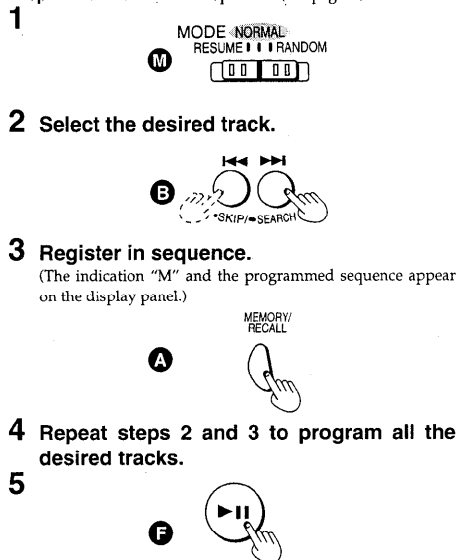 1
MODE NORMAL
RESUME RANDOM
M
2 Select the desired track.
B
*SKIP/ SEARCH
3 Register in sequence.
(The indication "M" and the programmed sequence appear
on the display panel.)
MEMORY/
RECALL
A
4 Repeat steps 2 and 3 to program all the
desired tracks.
5
F